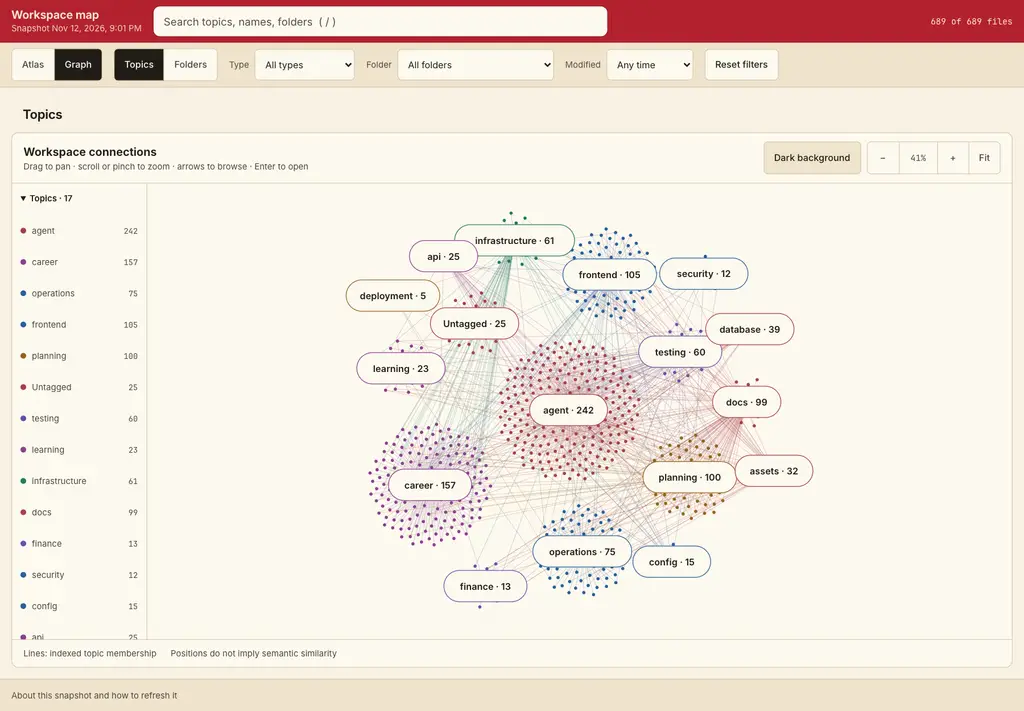 Workspace map
Snapshot Nov 12, 2026, 9:01 PM
Search topics, names, folders ( / )
689 of 689 files
Atlas
Graph
Topics
Folders
Type
All types
Folder
All folders
Modified
Any time
Reset filters
Topics
Workspace connections
Drag to pan · scroll or pinch to zoom · arrows to browse · Enter to open
Dark background
−
41%
+
Fit
▼ Topics · 17
agent 242
career 157
operations 75
frontend 105
planning 100
Untagged 25
testing 60
learning 23
infrastructure 61
docs 99
finance 13
security 12
config 15
api 25
infrastructure · 61
api · 25
frontend · 105
security · 12
deployment · 5
Untagged · 25
database · 39
testing · 60
learning · 23
docs · 99
agent · 242
assets · 32
planning · 100
career · 157
operations · 75
config · 15
finance · 13
Lines: indexed topic membership
Positions do not imply semantic similarity
About this snapshot and how to refresh it